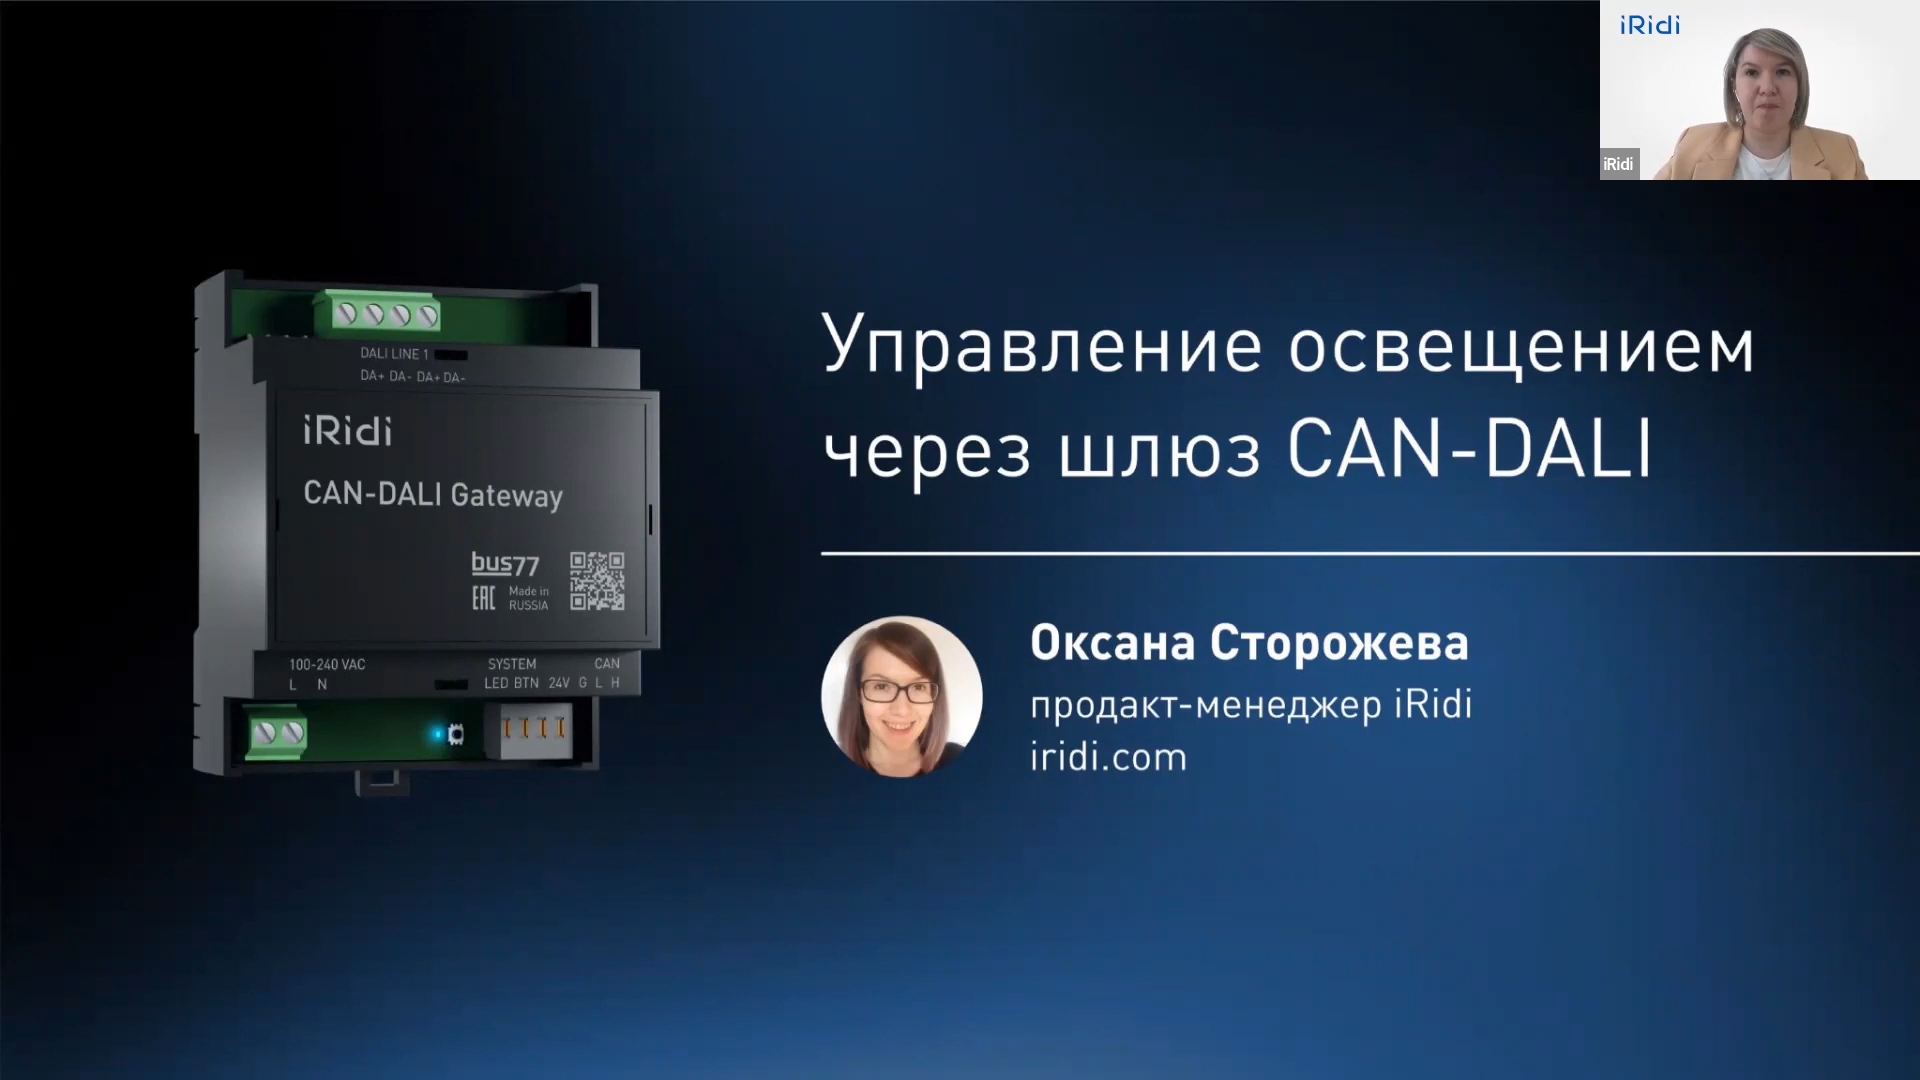 iRidi
iRidi
DALI LINE 1
DA+ DA- DA+ DA-
iRidi
CAN-DALI Gateway
bus77
EAC
Made in
RUSSIA
100-240 VAC
L N
SYSTEM
LED BTN
CAN
24V G L H
Управление освещением
через шлюз CAN-DALI
Оксана Сторожева
продакт-менеджер iRidi
iridi.com